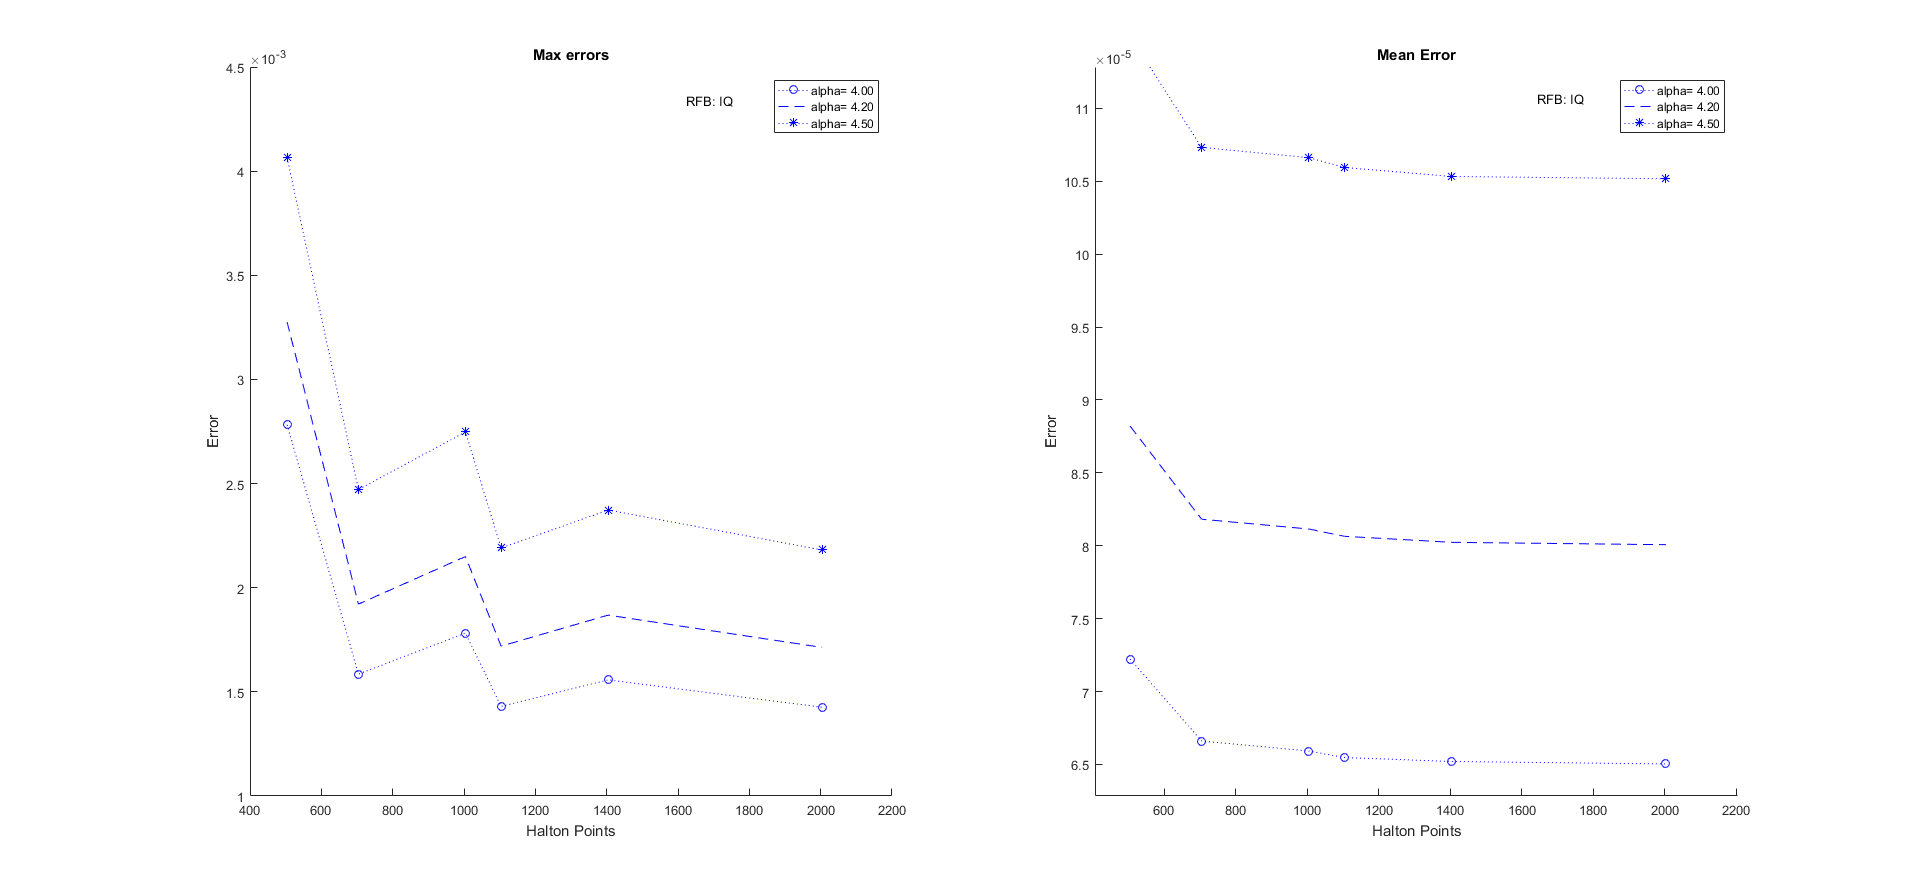 Max errors
×10-3
4.5
4
3.5
3
2.5
2
1.5
1
Error
400 600 800 1000 1200 1400 1600 1800 2000 2200
Halton Points
RFB: IQ
alpha= 4.00
alpha= 4.20
alpha= 4.50
Mean Error
×10-5
11
10.5
10
9.5
9
8.5
8
7.5
7
6.5
Error
600 800 1000 1200 1400 1600 1800 2000 2200
Halton Points
RFB: IQ
alpha= 4.00
alpha= 4.20
alpha= 4.50